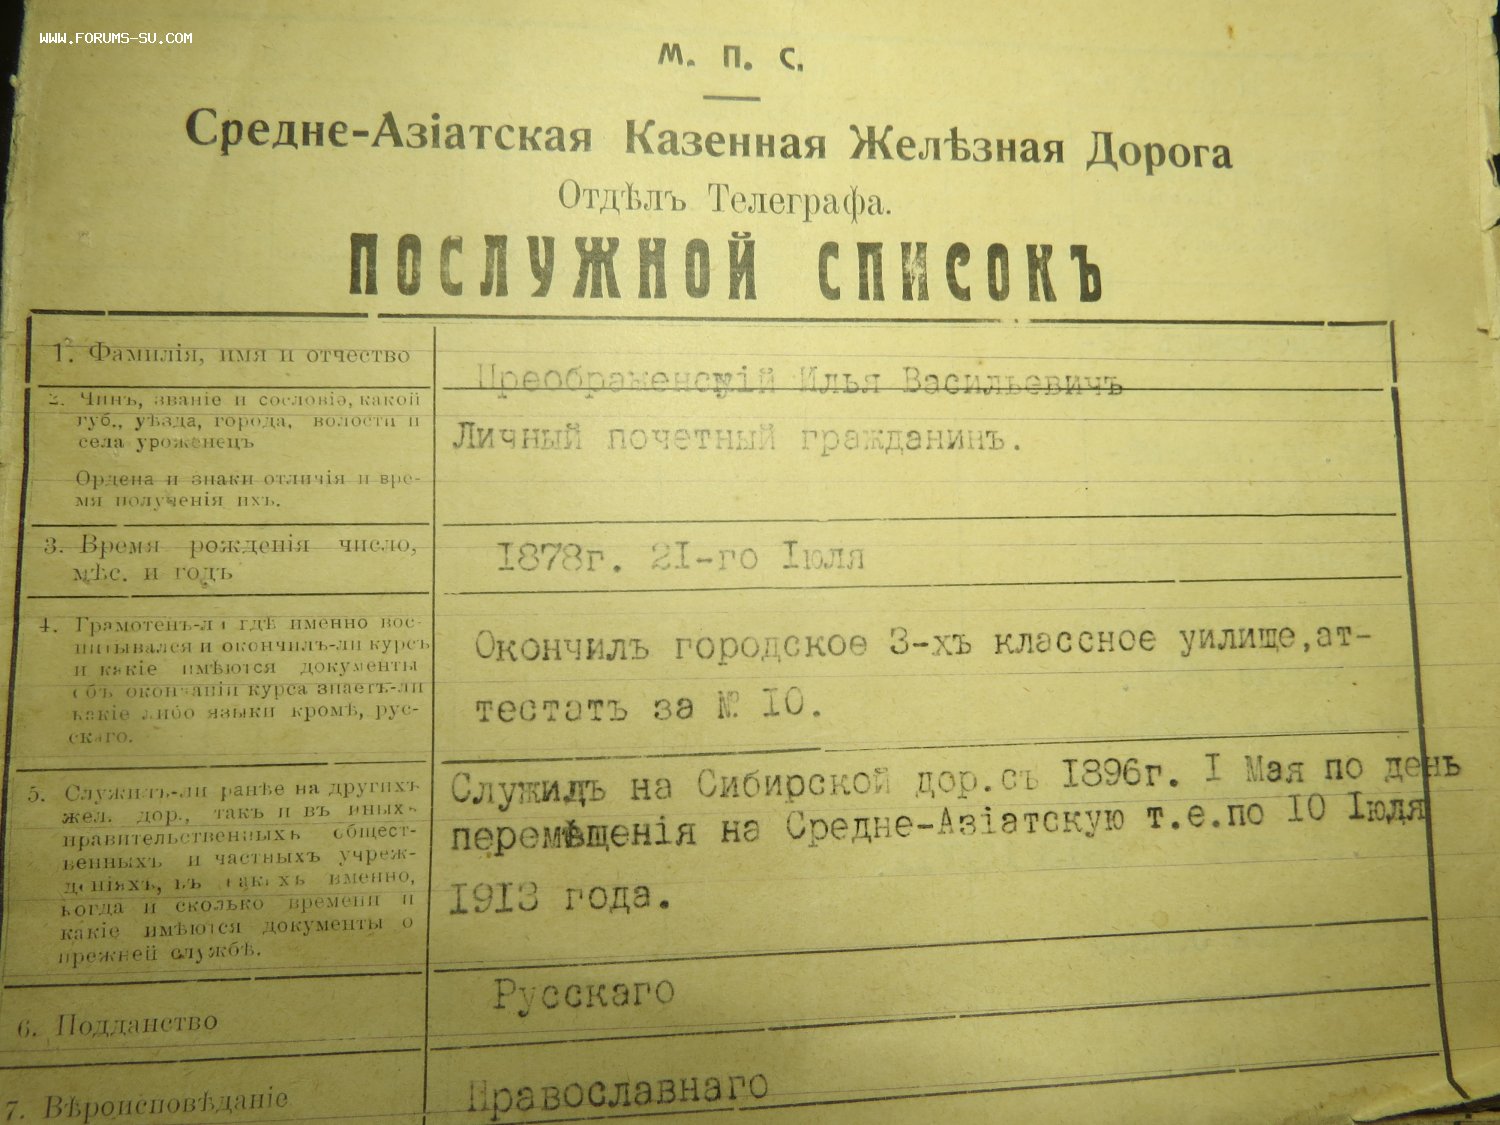 WWW.FORUMS-SU.COM
М. П. С.
Средне-Азіатская Казенная Желѣзная Дорога
Отдѣлъ Телеграфа.
ПОСЛУЖНОЙ СПИСОКЪ
1. Фамилія, имя и отчество
Преображенскій Илья Васильевичъ
2. Чинъ, званіе и сословіе, какой
губ., уѣзда, города, волости и
села уроженецъ
Личный почетный гражданинъ.
Ордена и знаки отличія и вре-
мя полученія ихъ.
3. Время рожденія число,
мѣс. и годъ
1878г. 21-го Іюля
4. Грамотенъ-ли гдѣ именно вос-
питывался и окончилъ-ли курсъ
и какіе имѣются документы
объ окончаніи курса знаетъ-ли
какіе либо языки кромѣ, рус-
скаго.
Окончилъ городское 3-хъ классное уилище,ат-
тестатъ за № 10.
5. Служилъ-ли ранѣе на другихъ
жел. дор., такъ и въ иныхъ
правительственныхъ общест-
венныхъ и частныхъ учреж-
деніяхъ, въ какихъ именно,
когда и сколько времени и
какіе имѣются документы о
прежней службѣ.
Служилъ на Сибирской дор.съ 1896г. I Мая по день
перемѣщенія на Средне-Азіатскую т.е.по 10 Іюля
1913 года.
6. Подданство
Русскаго
7. Вѣроисповѣданіе
Православнаго